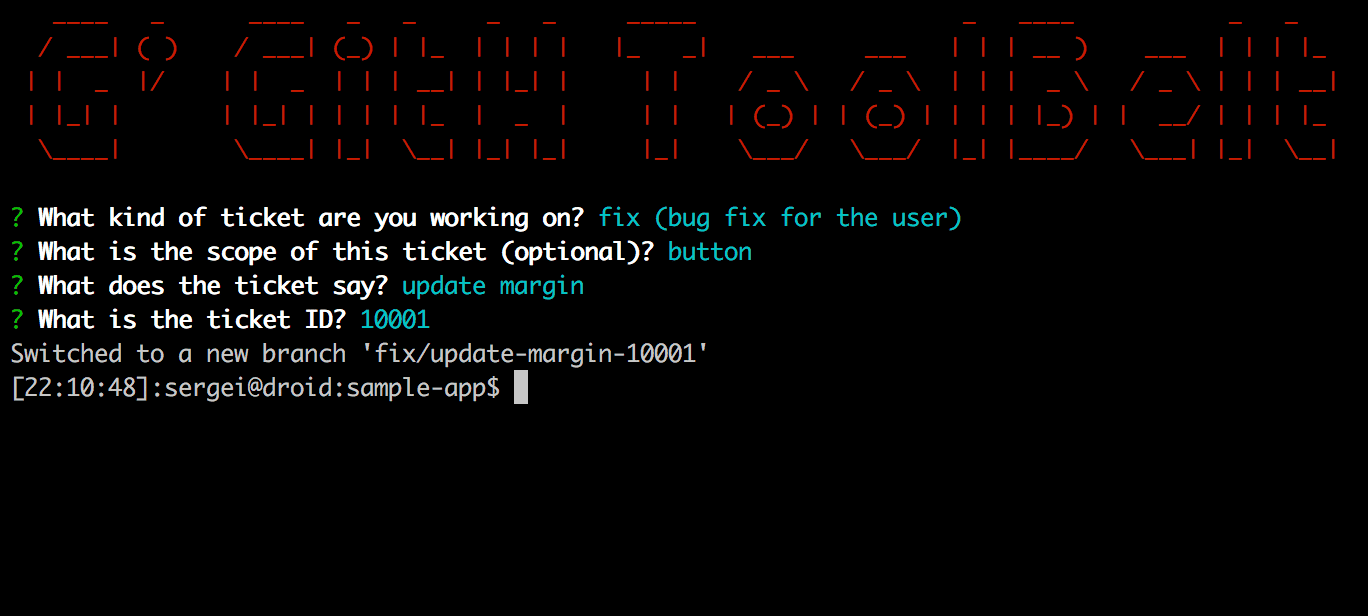 G' GitH ToolBelt
? What kind of ticket are you working on? fix (bug fix for the user)
? What is the scope of this ticket (optional)? button
? What does the ticket say? update margin
? What is the ticket ID? 10001
Switched to a new branch 'fix/update-margin-10001'
[22:10:48]:sergei@droid:sample-app$